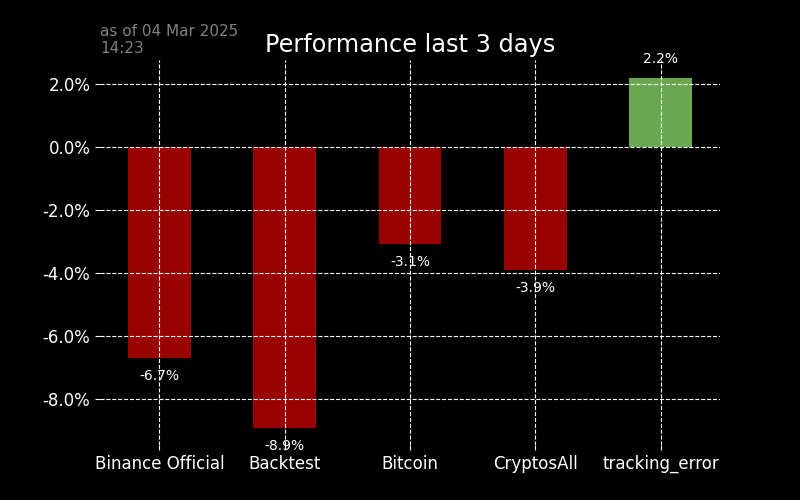 as of 04 Mar 2025
14:23
Performance last 3 days
2.2%
2.0%
0.0%
-2.0%
-4.0%
-6.0%
-8.0%
-6.7%
-8.9%
-3.1%
-3.9%
Binance Official
Backtest
Bitcoin
CryptosAll
tracking_error